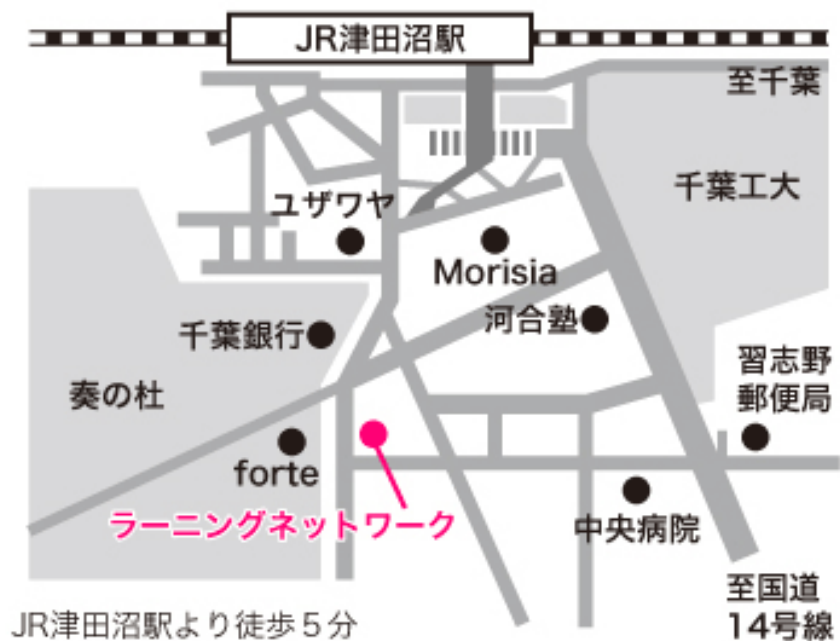 JR津田沼駅
至千葉
千葉工大
ユザワヤ
Morisia
河合塾
千葉銀行
習志野
郵便局
奏の杜
forte
ラーニングネットワーク
中央病院
至国道
14号線
JR津田沼駅より徒歩5分